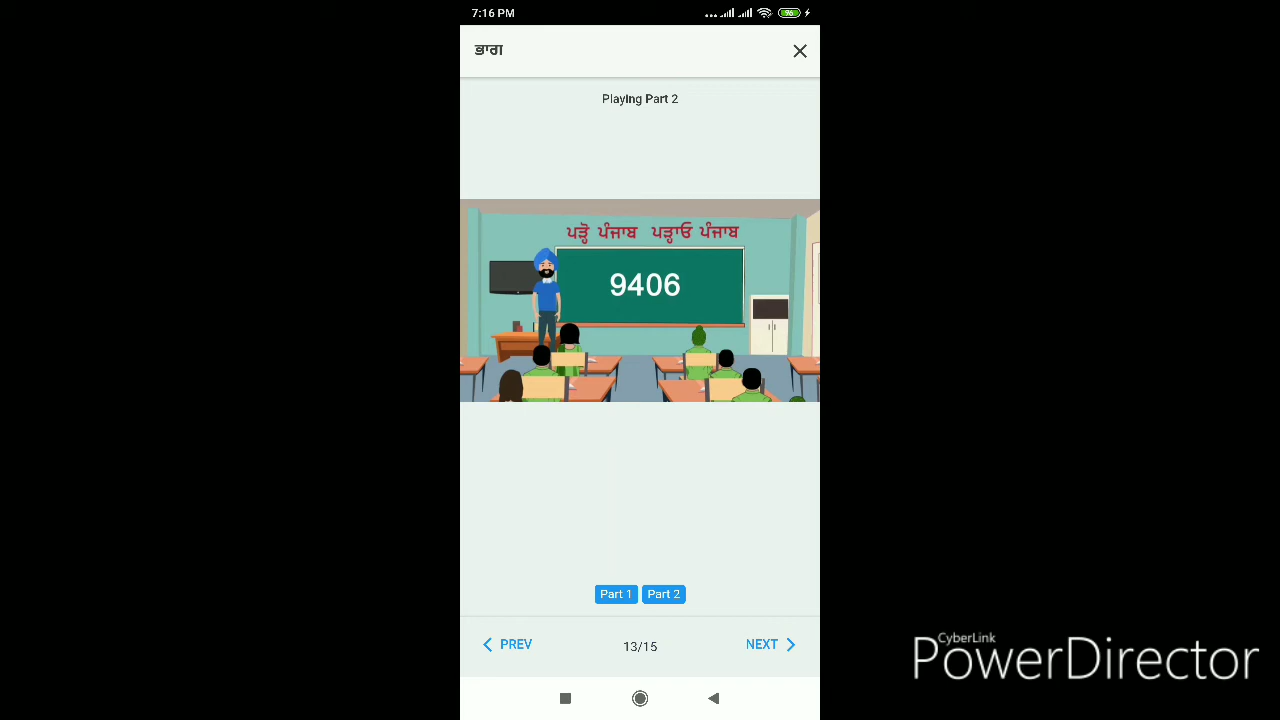 7:16 PM
96
ਭਾਗ
Playing Part 2
ਪੜ੍ਹੋ ਪੰਜਾਬ ਪੜ੍ਹਾਓ ਪੰਜਾਬ
9406
Part 1 Part 2
PREV 13/15 NEXT
CyberLink
PowerDirector